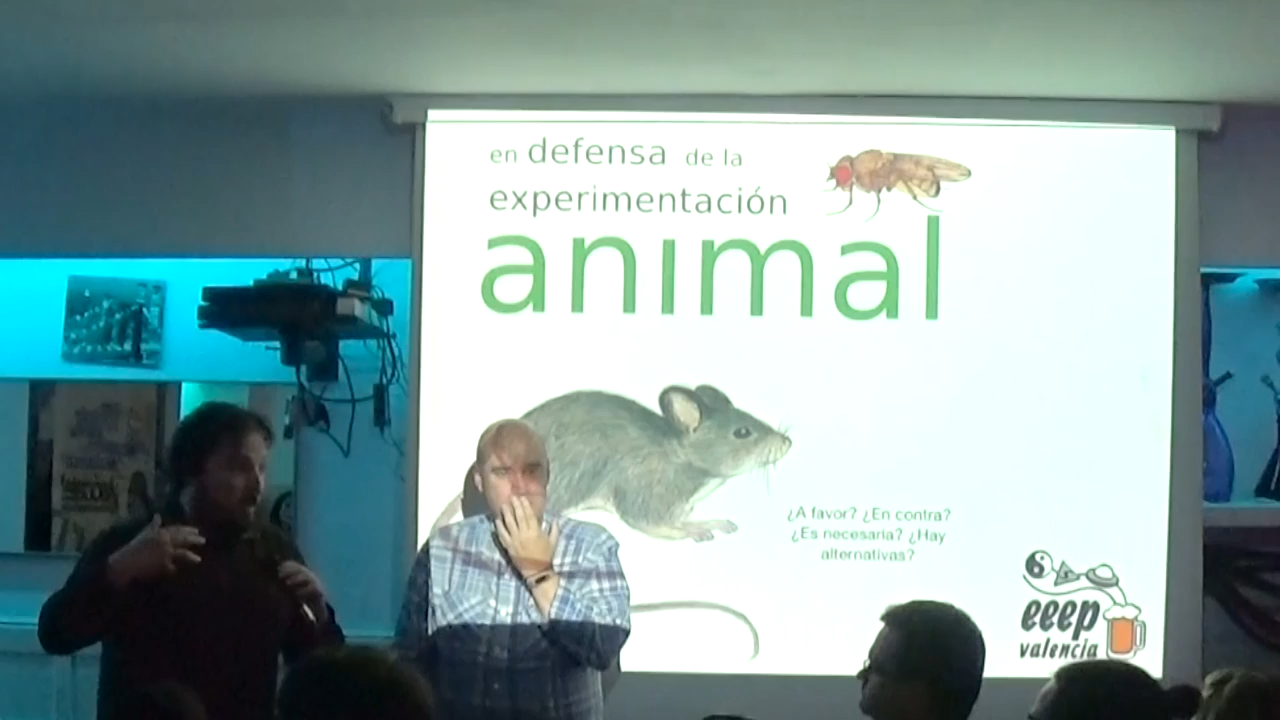 en defensa de la
experimentación
animal
¿A favor? ¿En contra?
¿Es necesaria? ¿Hay
alternativas?
eeep
valencia